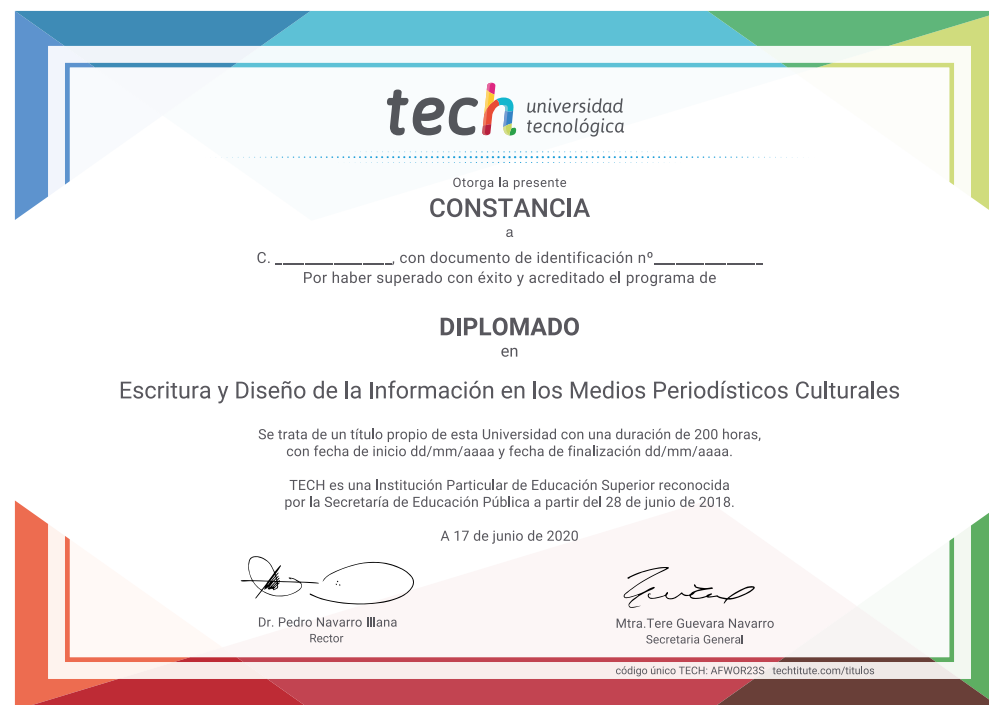 tech universidad
tecnológica
Otorga la presente
CONSTANCIA
a
C. ______________, con documento de identificación nº_____________
Por haber superado con éxito y acreditado el programa de
DIPLOMADO
en
Escritura y Diseño de la Información en los Medios Periodísticos Culturales
Se trata de un título propio de esta Universidad con una duración de 200 horas,
con fecha de inicio dd/mm/aaaa y fecha de finalización dd/mm/aaaa.
TECH es una Institución Particular de Educación Superior reconocida
por la Secretaría de Educación Pública a partir del 28 de junio de 2018.
A 17 de junio de 2020
Dr. Pedro Navarro Illana
Rector
Mtra.Tere Guevara Navarro
Secretaria General
código único TECH: AFWOR23S techtitute.com/titulos